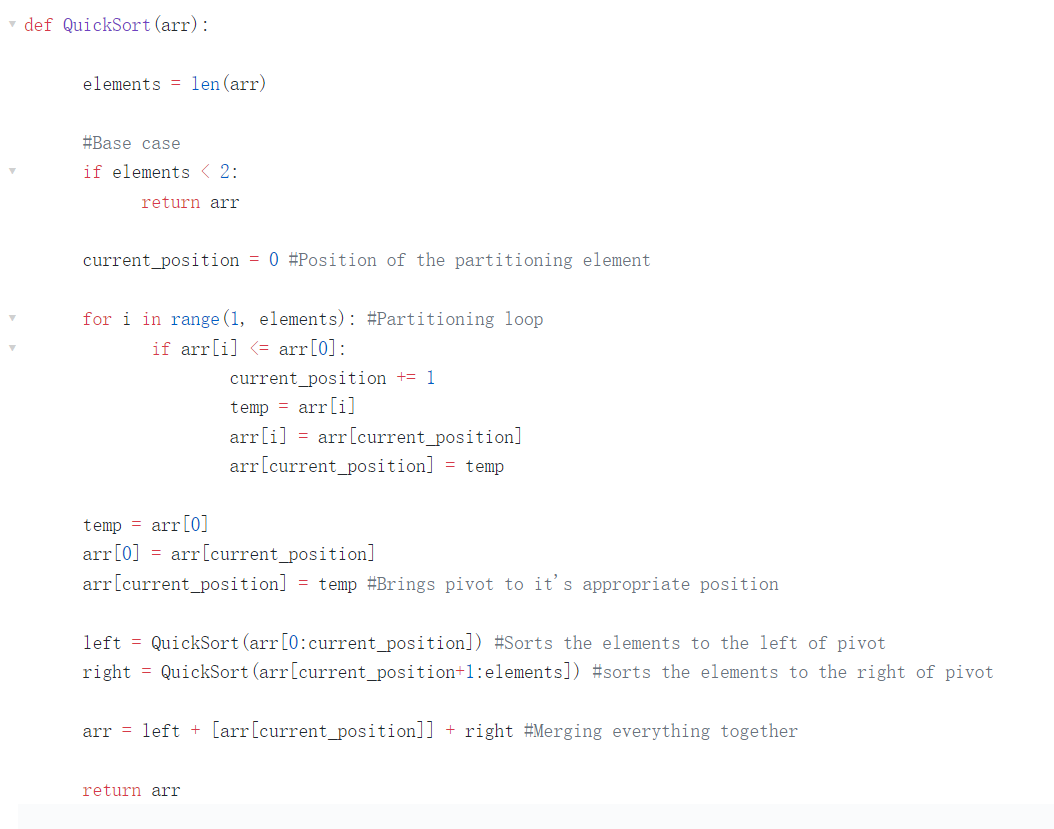 def QuickSort(arr):
elements = len(arr)
#Base case
if elements < 2:
return arr
current_position = 0 #Position of the partitioning element
for i in range(1, elements): #Partitioning loop
if arr[i] <= arr[0]:
current_position += 1
temp = arr[i]
arr[i] = arr[current_position]
arr[current_position] = temp
temp = arr[0]
arr[0] = arr[current_position]
arr[current_position] = temp #Brings pivot to it's appropriate position
left = QuickSort(arr[0:current_position]) #Sorts the elements to the left of pivot
right = QuickSort(arr[current_position+1:elements]) #sorts the elements to the right of pivot
arr = left + [arr[current_position]] + right #Merging everything together
return arr